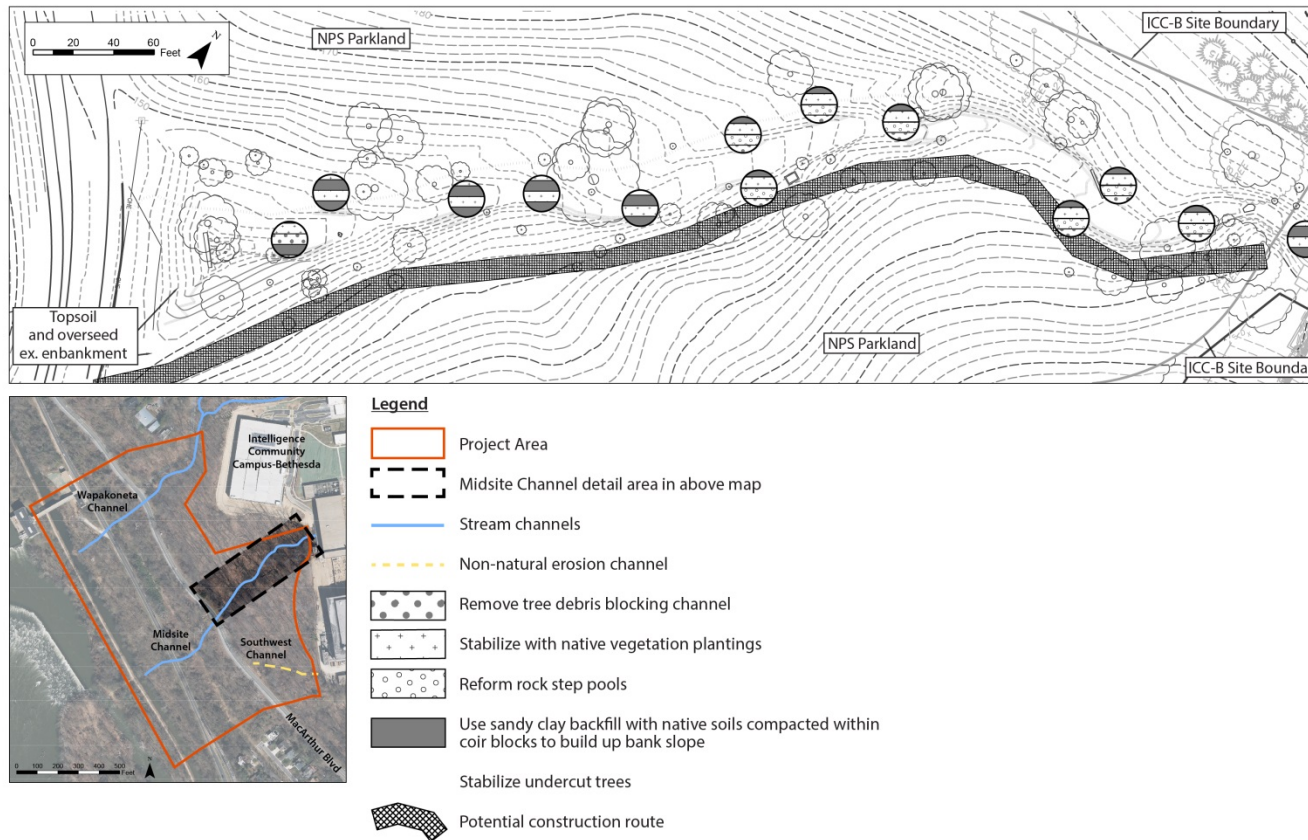 NPS Parkland
ICC-B Site Boundary
0 20 40 60
Feet
N
180
170
160
150
Topsoil
and overseed
ex. enbankment
NPS Parkland
ICC-B Site Bounda
Intelligence
Community
Campus-Bethesda
Wapakoneta
Channel
Midsite
Channel
Southwest
Channel
MacArthur Blvd
0 100 200 300 400 500
Feet
N
Legend
Project Area
Midsite Channel detail area in above map
Stream channels
Non-natural erosion channel
Remove tree debris blocking channel
Stabilize with native vegetation plantings
Reform rock step pools
Use sandy clay backfill with native soils compacted within
coir blocks to build up bank slope
Stabilize undercut trees
Potential construction route